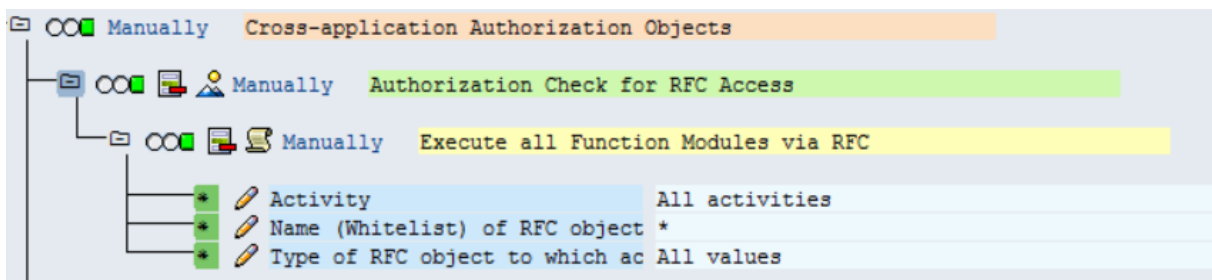 Manually Cross-application Authorization Objects
Manually Authorization Check for RFC Access
Manually Execute all Function Modules via RFC
* Activity All activities
* Name (Whitelist) of RFC object *
* Type of RFC object to which ac All values